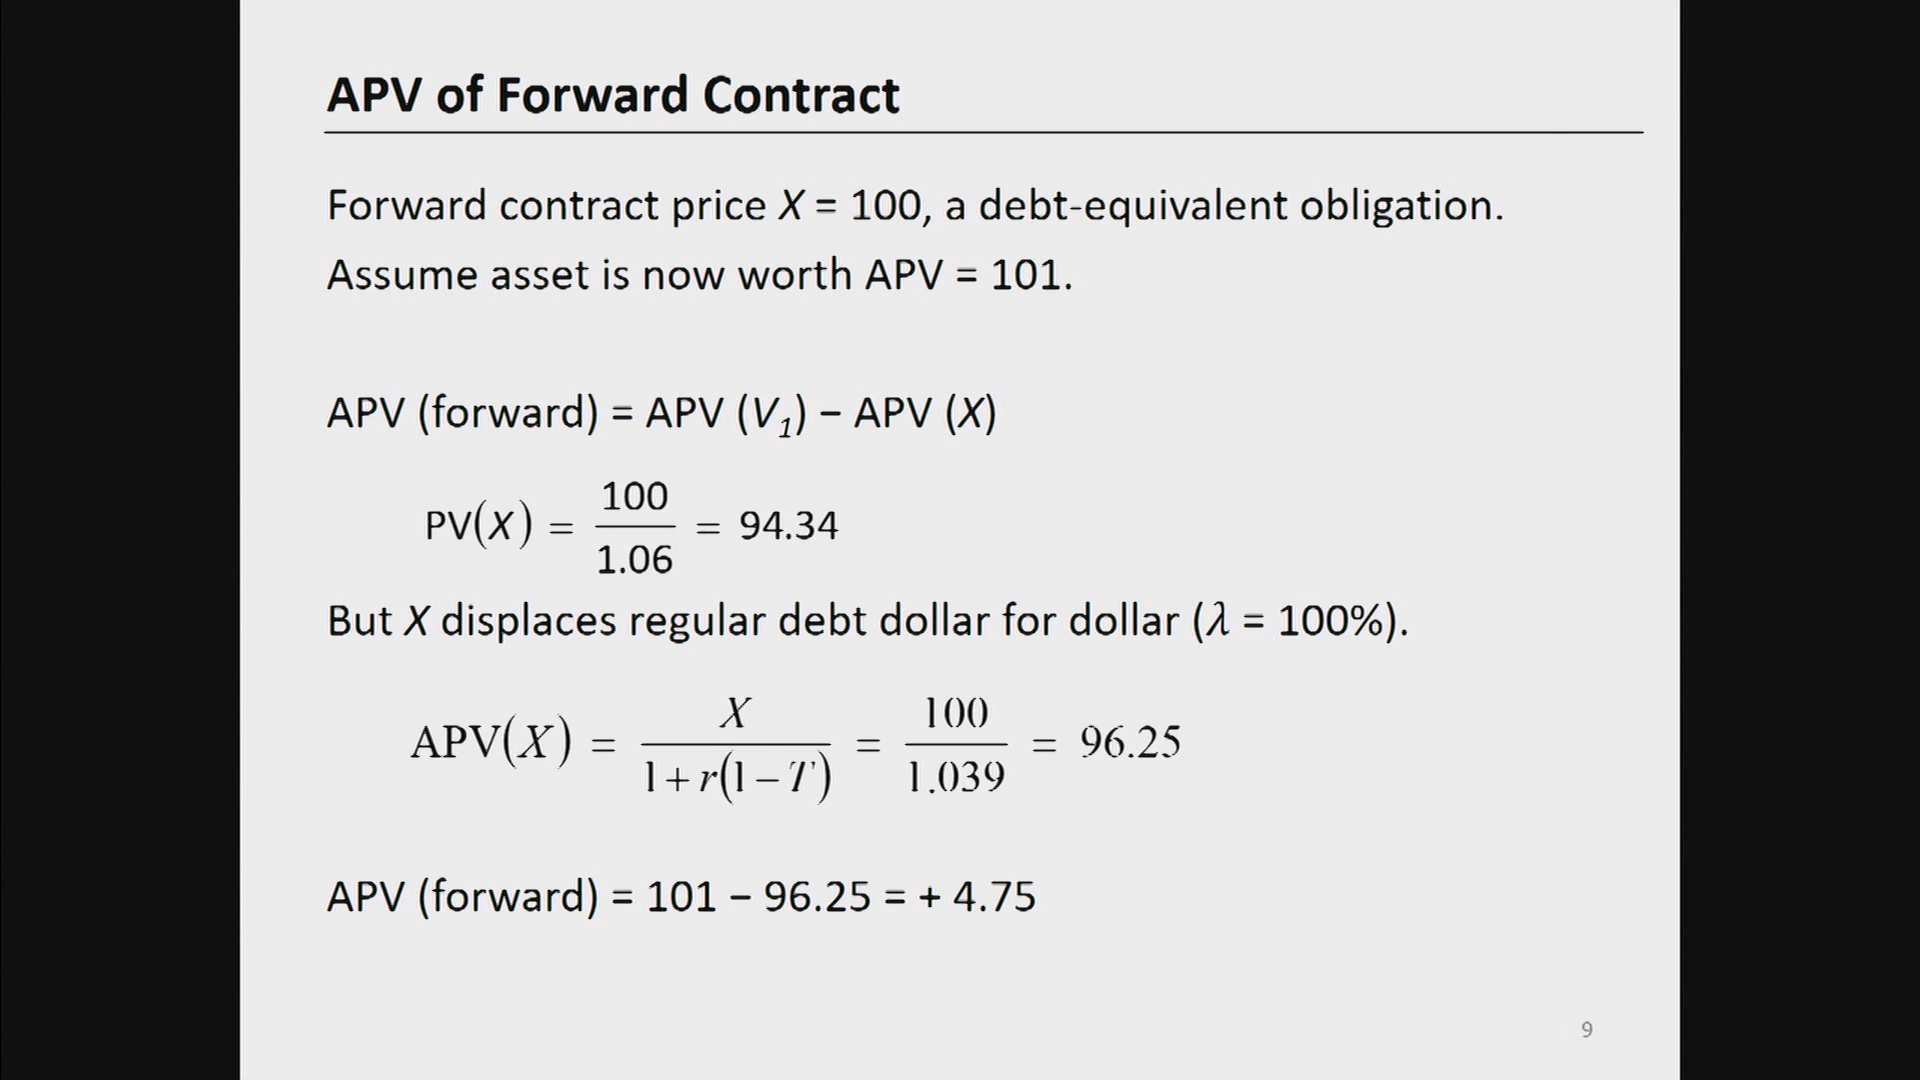 APV of Forward Contract
Forward contract price X = 100, a debt-equivalent obligation.
Assume asset is now worth APV = 101.
APV (forward) = APV (V₁) – APV (X)
PV(X) = 100/1.06 = 94.34
But X displaces regular debt dollar for dollar (λ = 100%).
APV(X) = X/(1+r(1−T)) = 100/1.039 = 96.25
APV (forward) = 101 – 96.25 = + 4.75
9